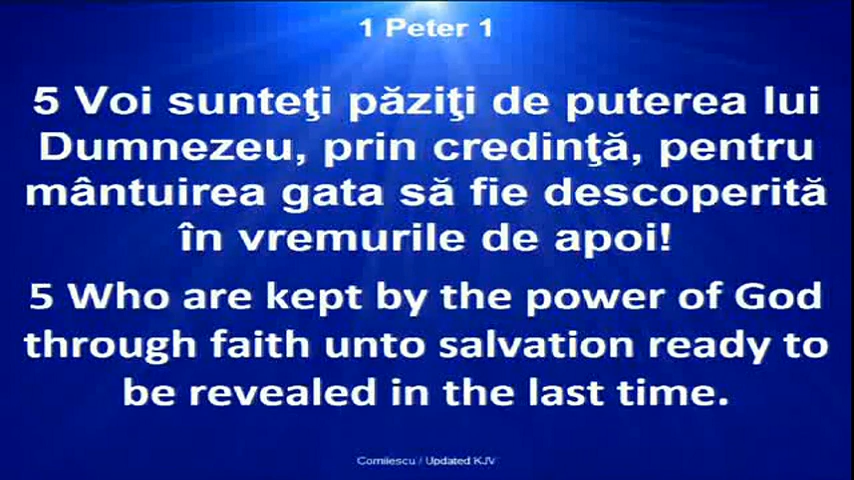 1 Peter 1
5 Voi sunteţi păziţi de puterea lui
Dumnezeu, prin credinţă, pentru
mântuirea gata să fie descoperită
în vremurile de apoi!
5 Who are kept by the power of God
through faith unto salvation ready to
be revealed in the last time.
Cornilescu / Updated KJV